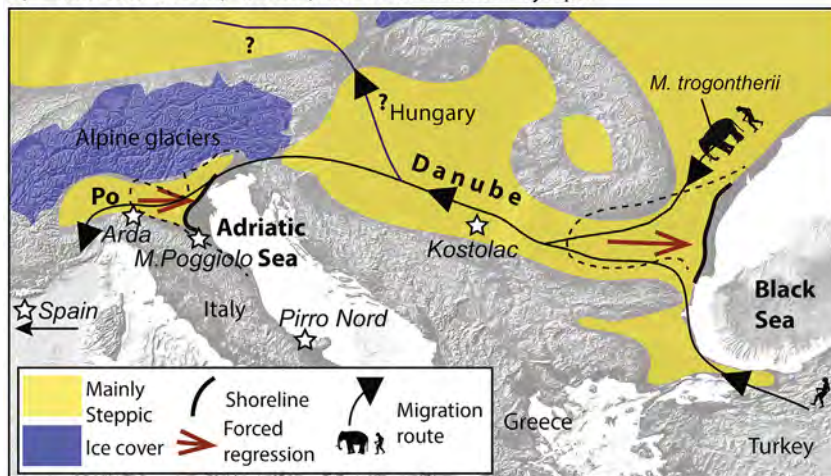 ?
?
M. trogontherii
Hungary
Alpine glaciers
Danube
Po
Adriatic
Sea
Arda
M.Poggiolo
Kostolac
Black
Sea
Spain
Italy
Pirro Nord
Greece
Turkey
Mainly
Steppic
Ice cover
Shoreline
Forced
regression
Migration
route